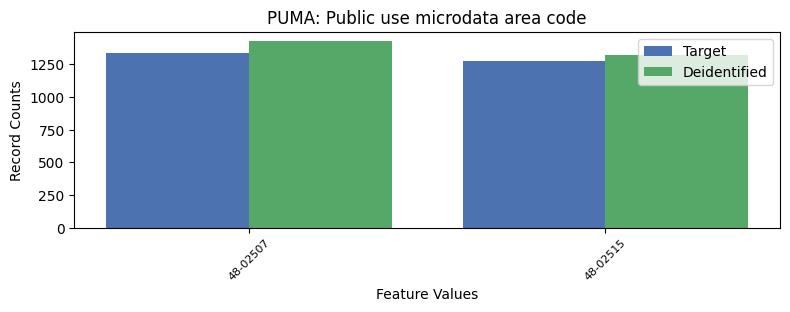 PUMA: Public use microdata area code
Target
Deidentified
Record Counts
1250
1000
750
500
250
0
48-02507
48-02515
Feature Values